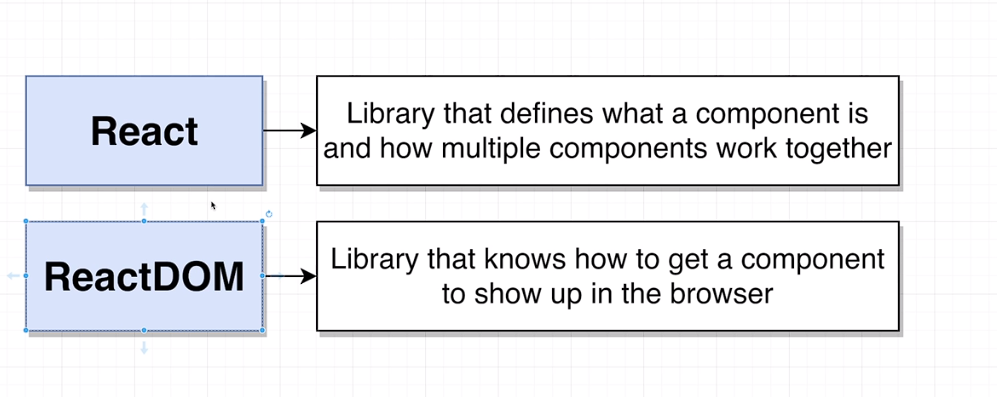 React
Library that defines what a component is
and how multiple components work together
ReactDOM
Library that knows how to get a component
to show up in the browser